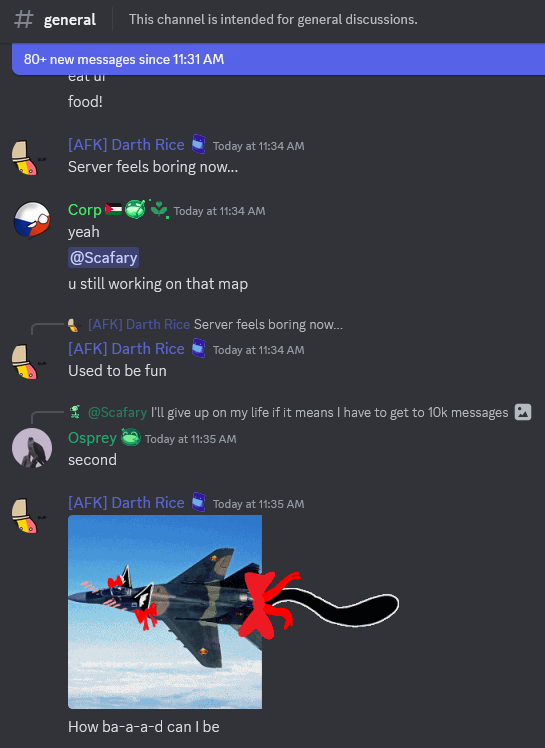 # general
This channel is intended for general discussions.
80+ new messages since 11:31 AM
eat ur
food!
[AFK] Darth Rice Today at 11:34 AM
Server feels boring now...
Corp Today at 11:34 AM
yeah
@Scafary
u still working on that map
[AFK] Darth Rice Server feels boring now...
[AFK] Darth Rice Today at 11:34 AM
Used to be fun
@Scafary I'll give up on my life if it means I have to get to 10k messages
Osprey Today at 11:35 AM
second
[AFK] Darth Rice Today at 11:35 AM
How ba-a-a-d can I be